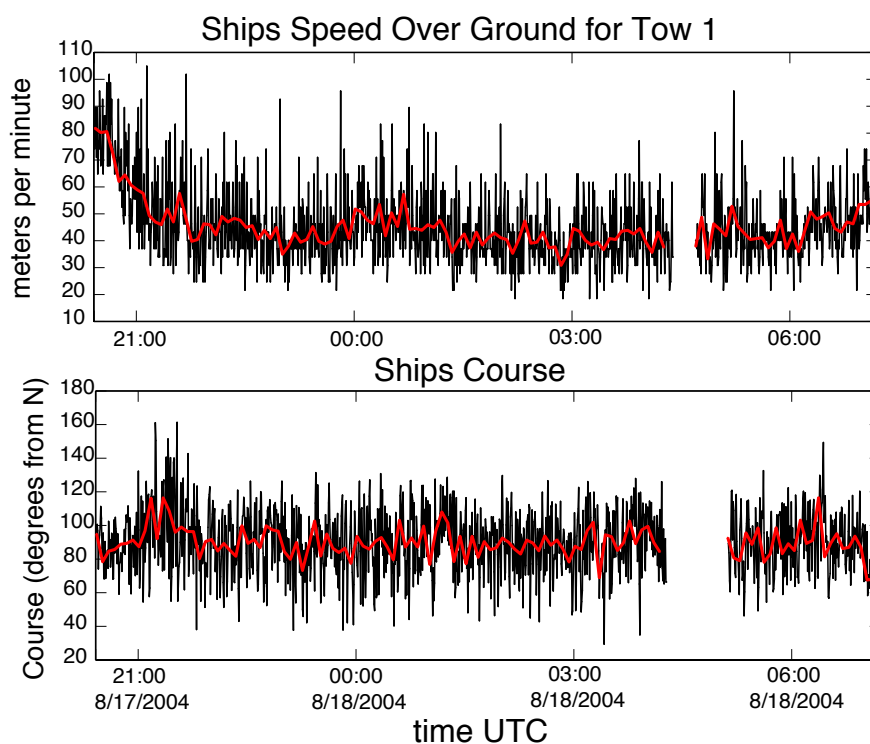 Ships Speed Over Ground for Tow 1
meters per minute
110
100
90
80
70
60
50
40
30
20
10
21:00 00:00 03:00 06:00
Ships Course
Course (degrees from N)
180
160
140
120
100
80
60
40
20
21:00 00:00 03:00 06:00
8/17/2004 8/18/2004 8/18/2004 8/18/2004
time UTC